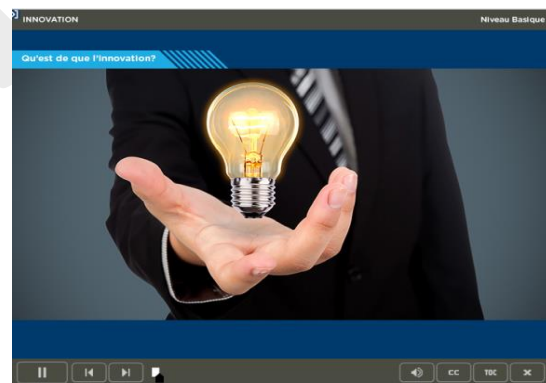 INNOVATION
Niveau Basique
Qu'est de que l'innovation?
CC
TOC